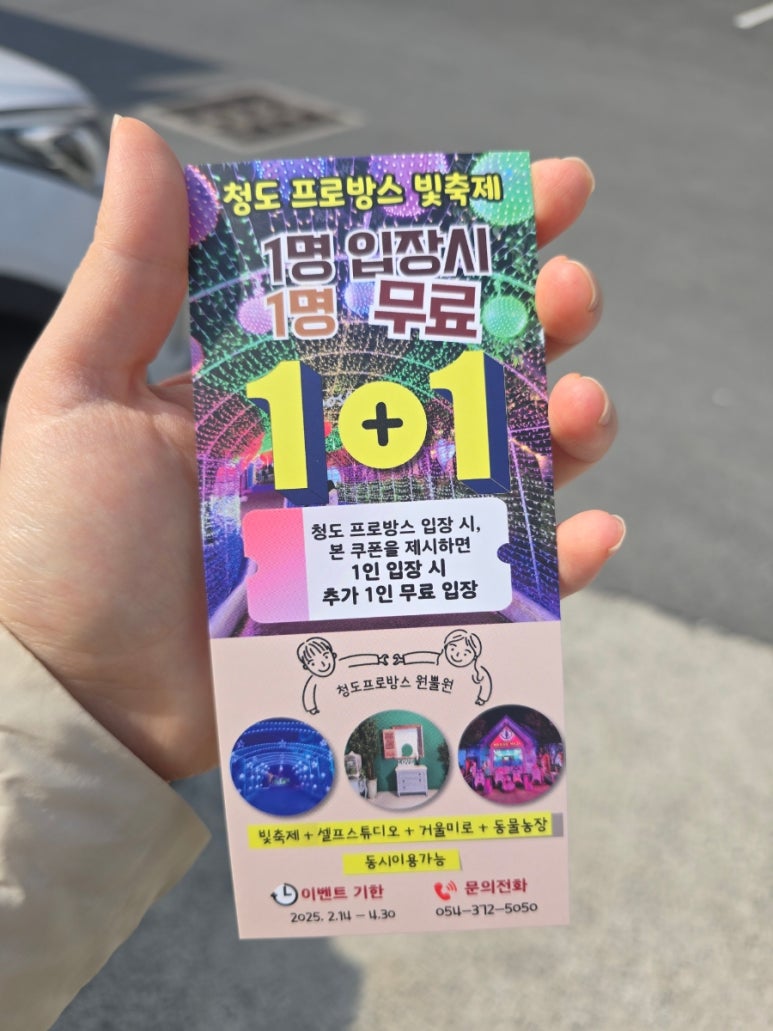 청도 프로방스 빛축제
1명 입장시
1명 무료
1+1
청도 프로방스 입장 시,
본 쿠폰을 제시하면
1인 입장 시
추가 1인 무료 입장
청도프로방스 원쁠원
빛축제 + 셀프스튜디오 + 거울미로 + 동물농장
동시이용가능
이벤트 기한
2025. 2.14 – 4.30
문의전화
054-372-5050